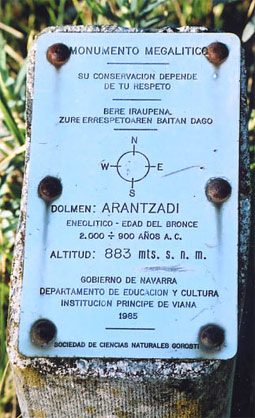 MONUMENTO MEGALITICO
SU CONSERVACION DEPENDE
DE TU RESPETO
BERE IRAUPENA,
ZURE ERRESPETOAREN BAITAN DAGO
N
W E
S
DOLMEN: ARANTZADI
ENEOLITICO - EDAD DEL BRONCE
2.000 ÷ 900 AÑOS A.C.
ALTITUD: 883 mts. s. n. m.
GOBIERNO DE NAVARRA
DEPARTAMENTO DE EDUCACION Y CULTURA
INSTITUCION PRINCIPE DE VIANA
1985
SOCIEDAD DE CIENCIAS NATURALES GOROSTI